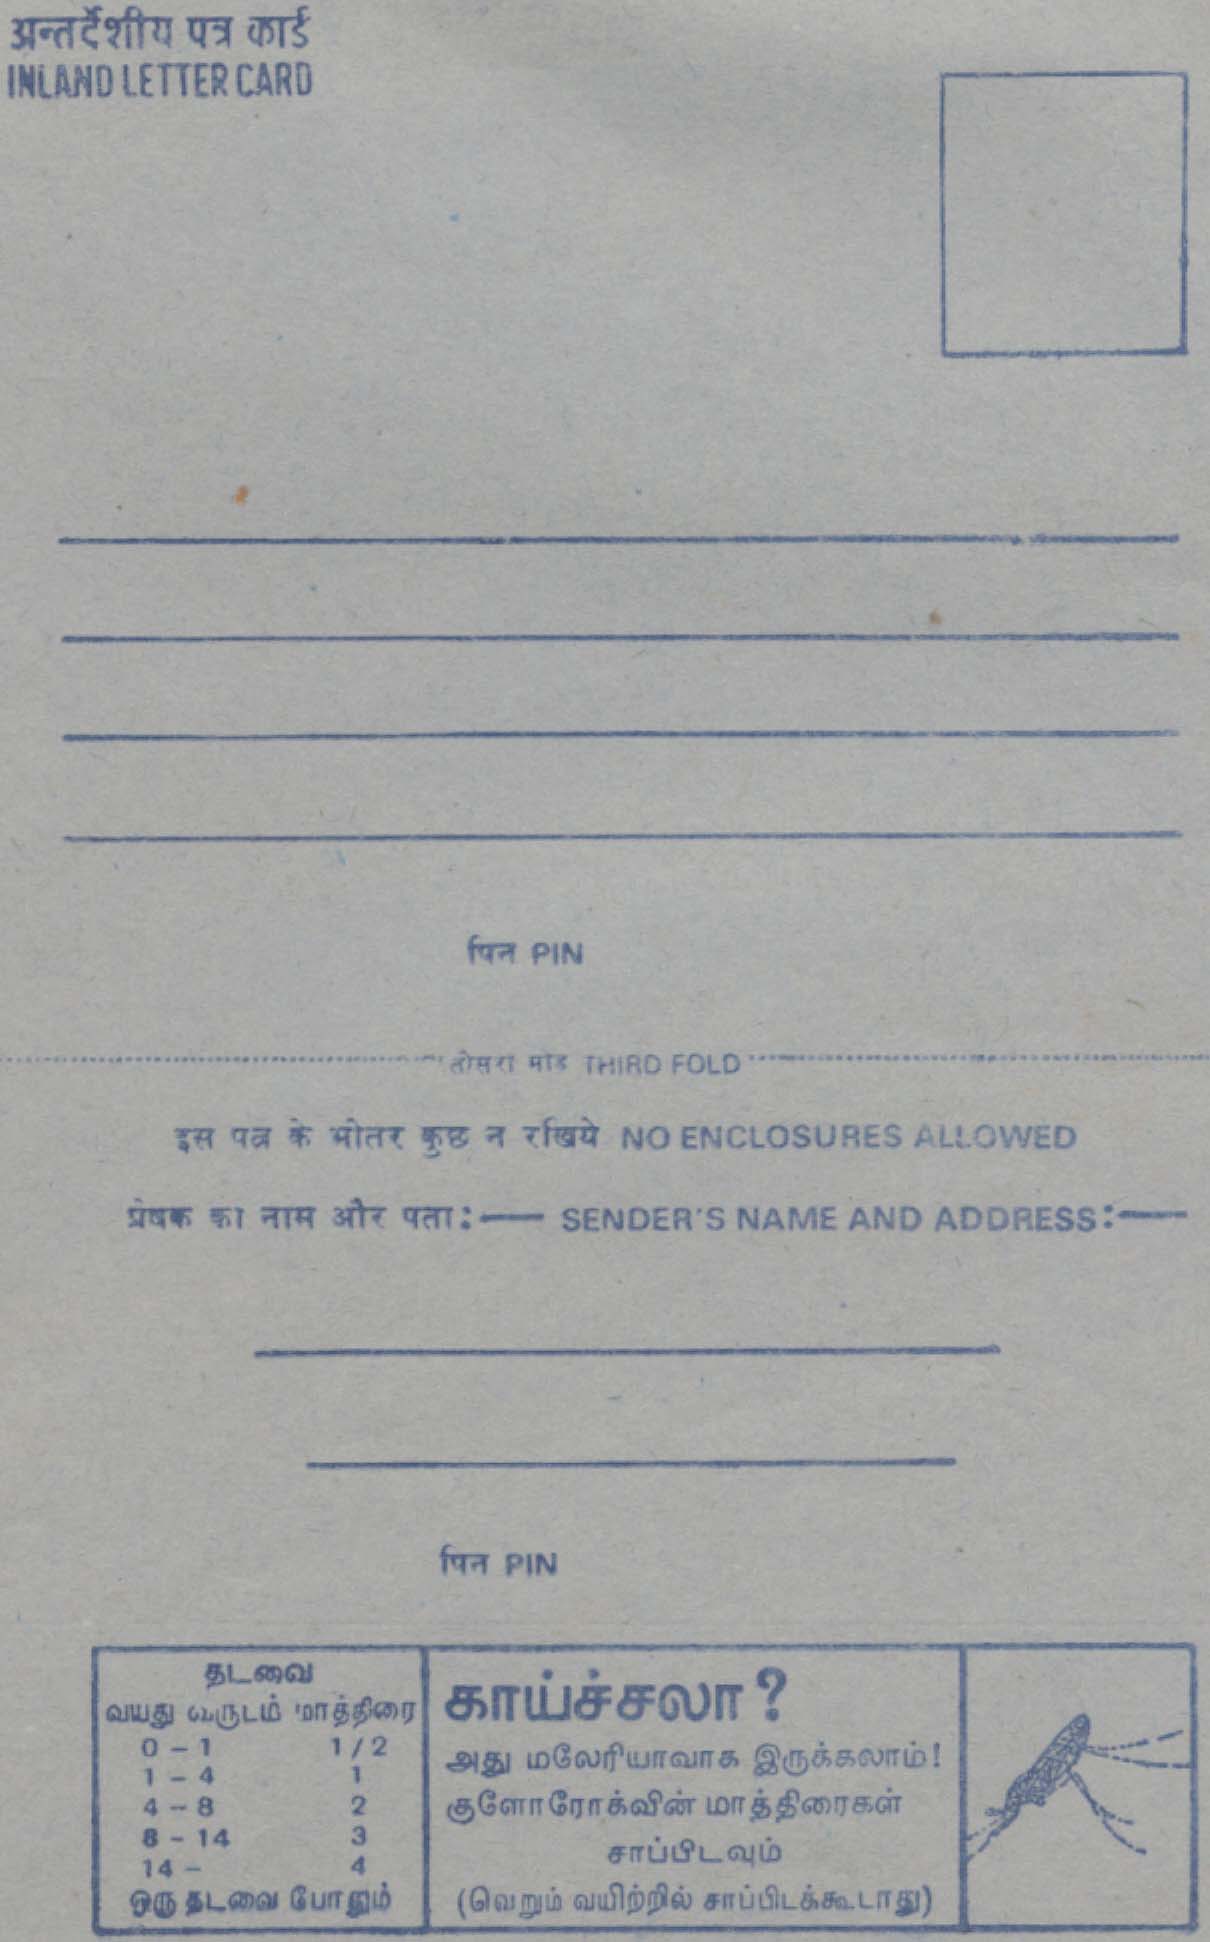 अन्तर्देशीय पत्र कार्ड
INLAND LETTER CARD
पिन PIN
तीसरा मोड THIRD FOLD
इस पत्र के भीतर कुछ न रखिये NO ENCLOSURES ALLOWED
प्रेषक का नाम और पता:— SENDER'S NAME AND ADDRESS:—
पिन PIN
தடவை
வயது வருடம் மாத்திரை
0 – 1 1/2
1 – 4 1
4 – 8 2
8 – 14 3
14 – 4
ஒரு தடவை போதும்
காய்ச்சலா?
அது மலேரியாவாக இருக்கலாம்!
குளோரோக்வின் மாத்திரைகள்
சாப்பிடவும்
(வெறும் வயிற்றில் சாப்பிடக்கூடாது)